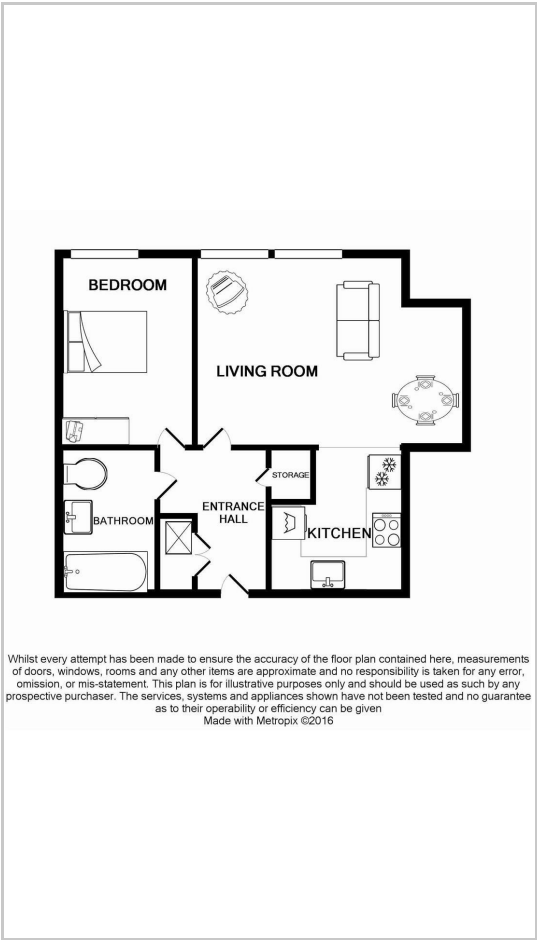 BEDROOM
LIVING ROOM
STORAGE
ENTRANCE
HALL
BATHROOM
KITCHEN
Whilst every attempt has been made to ensure the accuracy of the floor plan contained here, measurements
of doors, windows, rooms and any other items are approximate and no responsibility is taken for any error,
omission, or mis-statement. This plan is for illustrative purposes only and should be used as such by any
prospective purchaser. The services, systems and appliances shown have not been tested and no guarantee
as to their operability or efficiency can be given
Made with Metropix ©2016